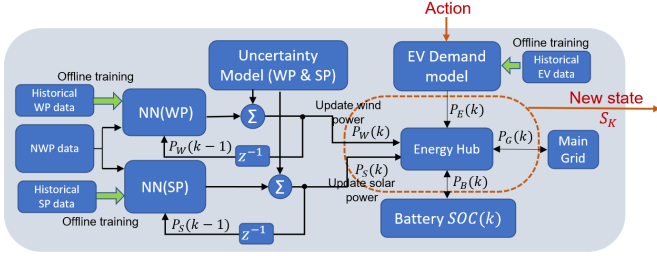 Action
Offline training
Historical
EV data
EV Demand
model
Uncertainty
Model (WP & SP)
Offline training
Historical
WP data
NN(WP)
Σ
Update wind
power
P_E(k)
New state
S_K
P_W(k)
P_W(k−1)
z^{-1}
NWP data
Energy Hub
P_G(k)
Main
Grid
P_S(k)
NN(SP)
Σ
Update solar
power
P_B(k)
Historical
SP data
Offline training
P_S(k−1)
z^{-1}
Battery SOC(k)